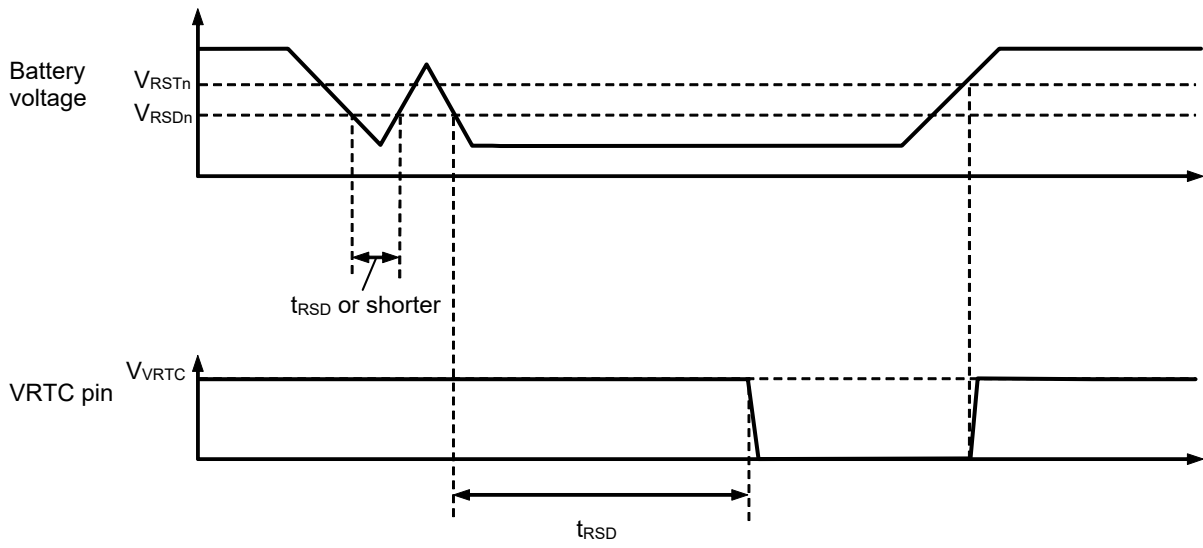 Battery
voltage
VRSTn
VRSDn
tRSD or shorter
VRTC pin
VVRTC
tRSD